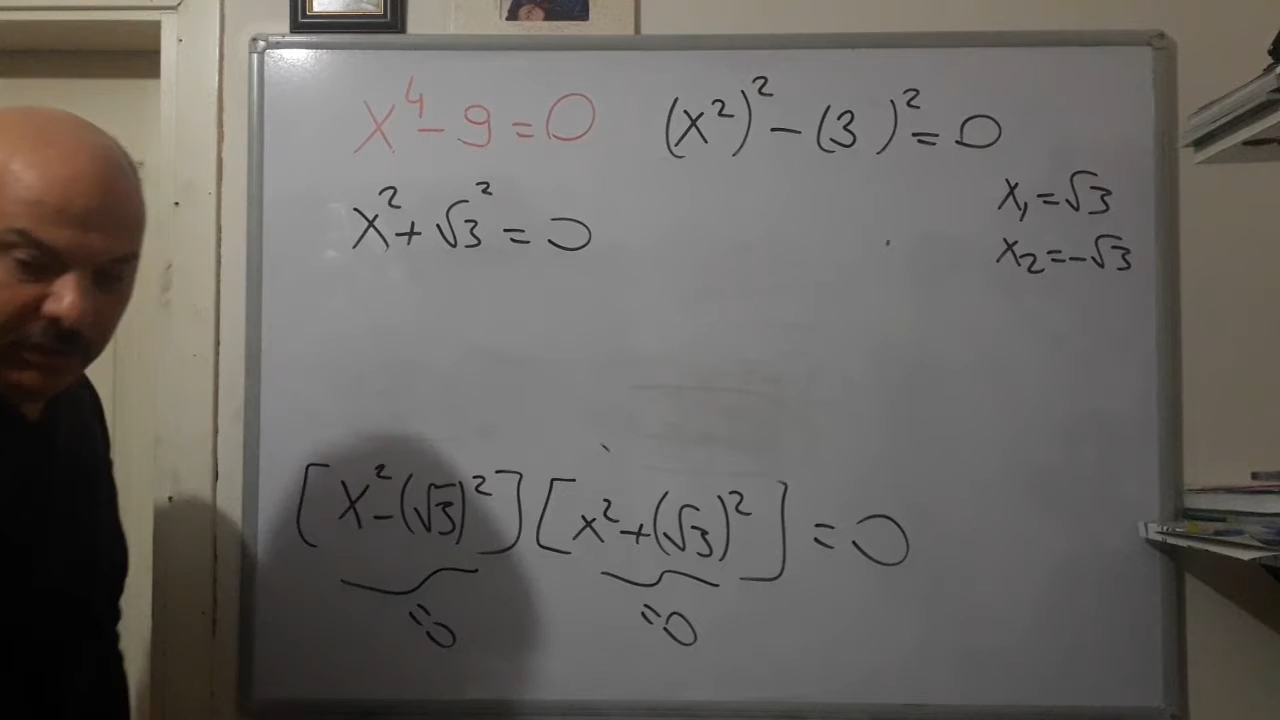 x⁴-9=0
(x²)²-(3)²=0
x²+√3²=0
x₁=√3
x₂=-√3
[x²-(√3)²][x²+(√3)²]=0
=0
=0